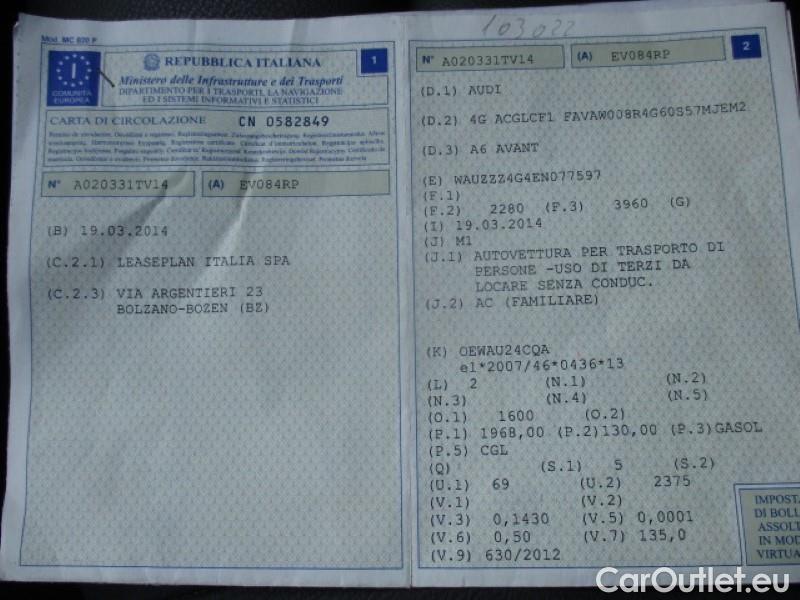 Mod. MC 820 P
I
COMUNITÀ
EUROPEA
REPUBBLICA ITALIANA
1
Ministero delle Infrastrutture e dei Trasporti
DIPARTIMENTO PER I TRASPORTI, LA NAVIGAZIONE
ED I SISTEMI INFORMATIVI E STATISTICI
CARTA DI CIRCOLAZIONE CN 0582849
N° A020331TV14 (A) EV084RP
(B) 19.03.2014
(C.2.1) LEASEPLAN ITALIA SPA
(C.2.3) VIA ARGENTIERI 23
BOLZANO-BOZEN (BZ)
103022
N° A020331TV14 (A) EV084RP
2
(D.1) AUDI
(D.2) 4G ACGLCF1 FAVAW008R4G60S57MJEM2
(D.3) A6 AVANT
(E) WAUZZZ4G4EN077597
(F.1)
(F.2) 2280 (F.3) 3960 (G)
(I) 19.03.2014
(J) M1
(J.1) AUTOVETTURA PER TRASPORTO DI
PERSONE -USO DI TERZI DA
LOCARE SENZA CONDUC.
(J.2) AC (FAMILIARE)
(K) OEWAU24CQA
e1*2007/46*0436*13
(L) 2 (N.1) (N.2)
(N.3) (N.4) (N.5)
(O.1) 1600 (O.2)
(P.1) 1968,00 (P.2)130,00 (P.3)GASOL
(P.5) CGL
(Q) (S.1) 5 (S.2)
(U.1) 69 (U.2) 2375
(V.1) (V.2)
(V.3) 0,1430 (V.5) 0,0001
(V.6) 0,50 (V.7) 135,0
(V.9) 630/2012
IMPOSTA
DI BOLL
ASSOL
IN MOD
VIRTUA
CarOutlet.eu